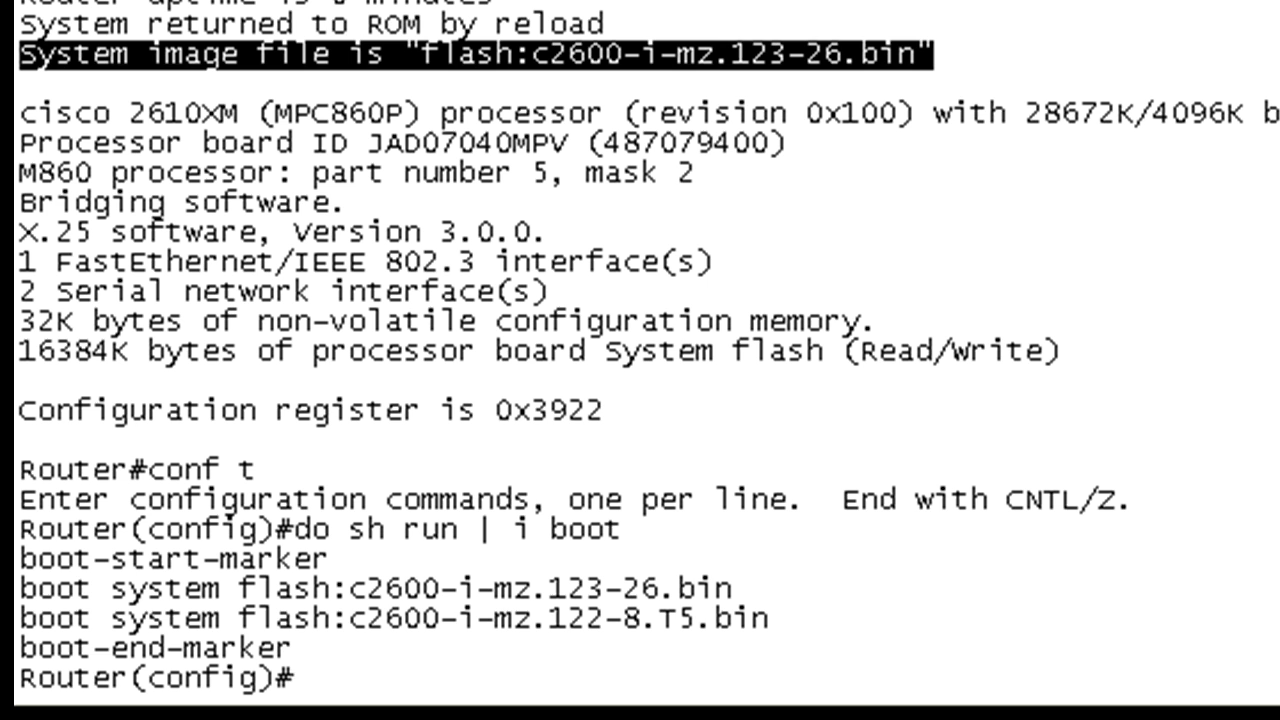 System returned to ROM by reload
System image file is "flash:c2600-i-mz.123-26.bin"
cisco 2610XM (MPC860P) processor (revision 0x100) with 28672K/4096K b
Processor board ID JAD07040MPV (487079400)
M860 processor: part number 5, mask 2
Bridging software.
X.25 software, Version 3.0.0.
1 FastEthernet/IEEE 802.3 interface(s)
2 Serial network interface(s)
32K bytes of non-volatile configuration memory.
16384K bytes of processor board System flash (Read/Write)
Configuration register is 0x3922
Router#conf t
Enter configuration commands, one per line.  End with CNTL/Z.
Router(config)#do sh run | i boot
boot-start-marker
boot system flash:c2600-i-mz.123-26.bin
boot system flash:c2600-i-mz.122-8.T5.bin
boot-end-marker
Router(config)#